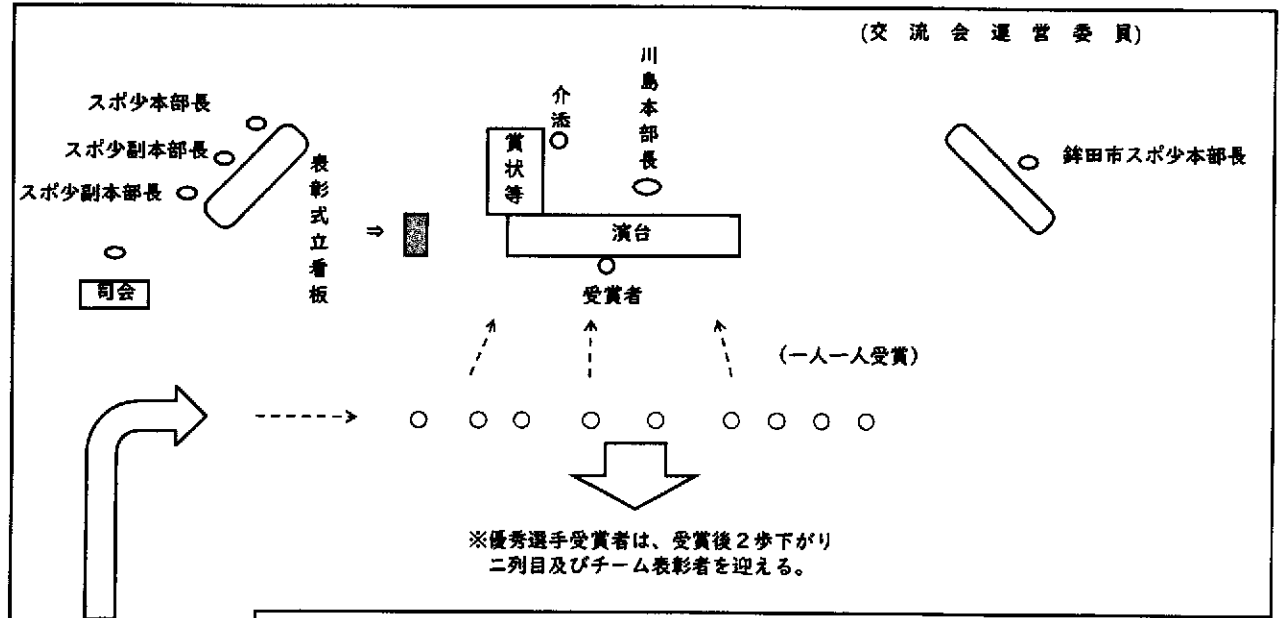 (交流会運営委員)
スポ少本部長
スポ少副本部長
スポ少副本部長
司会
表彰式立看板
⇒
賞状等
介添
川島本部長
演台
受賞者
鉾田市スポ少本部長
(一人一人受賞)
※優秀選手受賞者は、受賞後2歩下がり
二列目及びチーム表彰者を迎える。